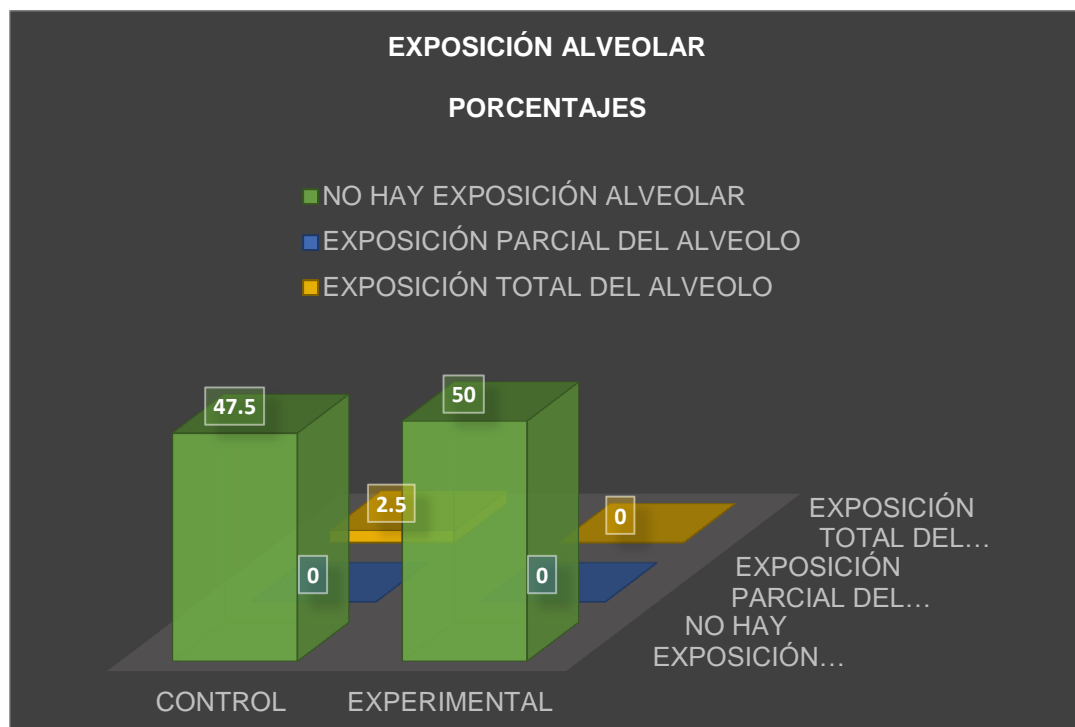 EXPOSICIÓN ALVEOLAR
PORCENTAJES
NO HAY EXPOSICIÓN ALVEOLAR
EXPOSICIÓN PARCIAL DEL ALVEOLO
EXPOSICIÓN TOTAL DEL ALVEOLO
47.5
50
2.5
0
0
0
EXPOSICIÓN
TOTAL DEL…
EXPOSICIÓN
PARCIAL DEL…
NO HAY
EXPOSICIÓN…
CONTROL
EXPERIMENTAL